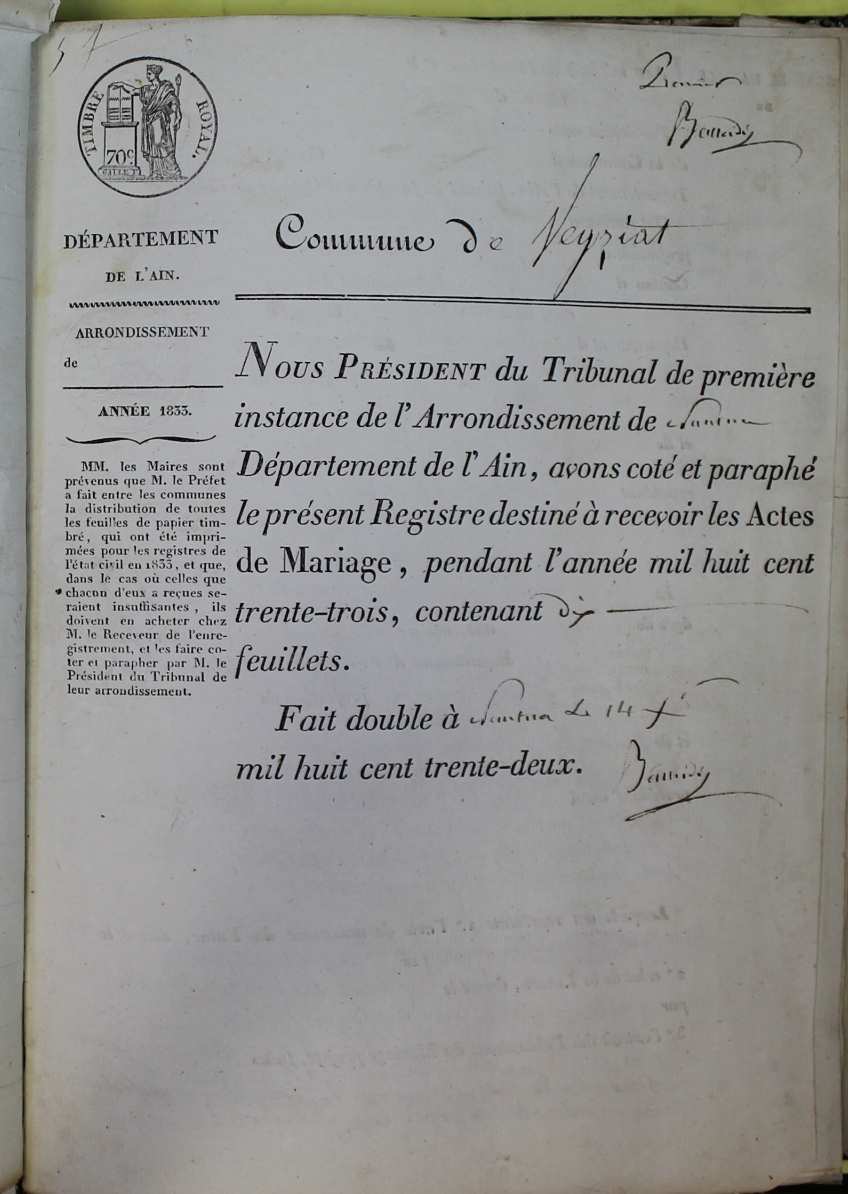 5
TIMBRE ROYAL.
70 c
Premier
DÉPARTEMENT
DE L'AIN.
Commune de Veyziat
ARRONDISSEMENT
de
ANNÉE 1833.
MM. les Maires sont
prévenus que M. le Préfet
a fait entre les communes
la distribution de toutes
les feuilles de papier tim-
bré, qui ont été impri-
mées pour les registres de
l'état civil en 1833, et que,
dans le cas où celles que
chacon d'eux a reçues se-
raient insuffisantes, ils
doivent en acheter chez
M. le Receveur de l'enre-
gistrement, et les faire co-
ter et parapher par M. le
Président du Tribunal de
leur arrondissement.
NOUS PRÉSIDENT du Tribunal de première
instance de l'Arrondissement de Nantua
Département de l'Ain, avons coté et paraphé
le présent Registre destiné à recevoir les Actes
de Mariage, pendant l'année mil huit cent
trente-trois, contenant dix
feuillets.
Fait double à Nantua le 14
mil huit cent trente-deux.